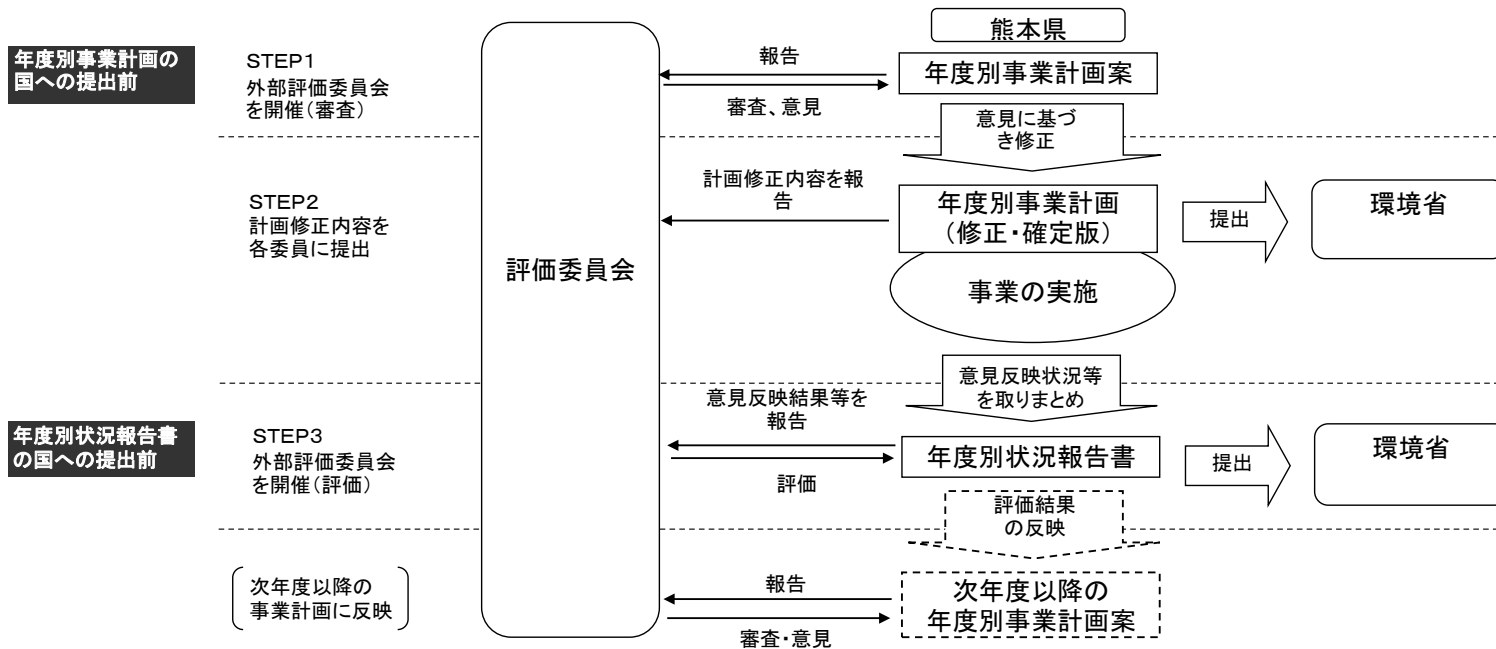 熊本県
年度別事業計画の
国への提出前
STEP1
外部評価委員会
を開催（審査）
報告
審査、意見
年度別事業計画案
意見に基づ
き修正
STEP2
計画修正内容を
各委員に提出
評価委員会
計画修正内容を報
告
年度別事業計画
（修正・確定版）
提出
環境省
事業の実施
意見反映状況等
を取りまとめ
年度別状況報告書
の国への提出前
STEP3
外部評価委員会
を開催（評価）
意見反映結果等を
報告
評価
年度別状況報告書
提出
環境省
評価結果
の反映
次年度以降の
事業計画に反映
報告
審査・意見
次年度以降の
年度別事業計画案